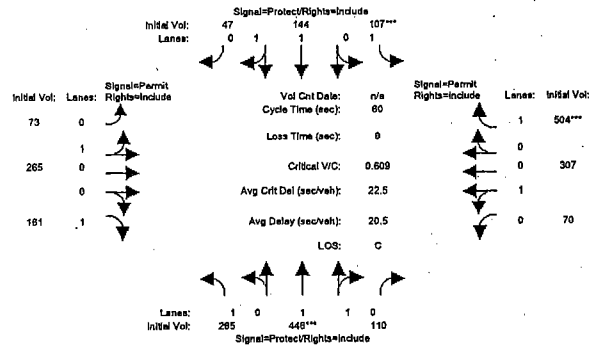 Signal=Protect/Rights=Include
Initial Vol: 47 144 107***
Lanes: 0 1 1 0 1
Signal=Permit
Initial Vol: Lanes: Rights=Include
Vol Cnt Date: n/a
Signal=Permit
Rights=Include Lanes: Initial Vol:
Cycle Time (sec): 60
73 0
1 504***
Loss Time (sec): 9
1
0
265 0
Critical V/C: 0.609
0 307
0
Avg Crit Del (sec/veh): 22.5
1
161 1
Avg Delay (sec/veh): 20.5
0 70
LOS: C
Lanes: 1 0 1 1 0
Initial Vol: 265 446*** 110
Signal=Protect/Rights=Include